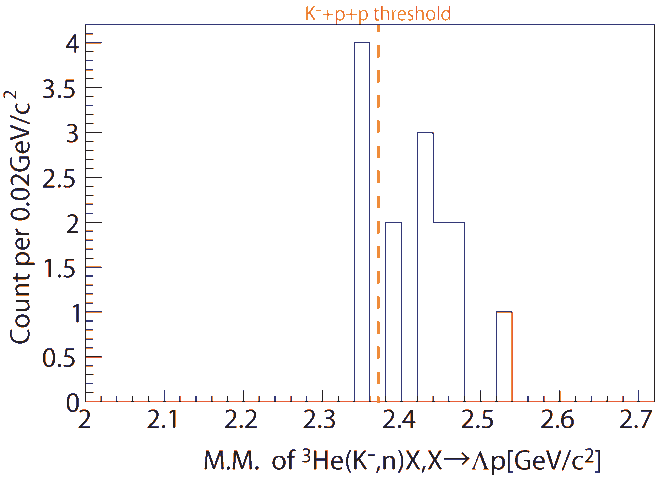 K⁻+p+p threshold
4
3.5
3
2.5
2
1.5
1
0.5
0
Count per 0.02GeV/c²
2 2.1 2.2 2.3 2.4 2.5 2.6 2.7
M.M. of ³He(K⁻,n)X,X→Λp[GeV/c²]